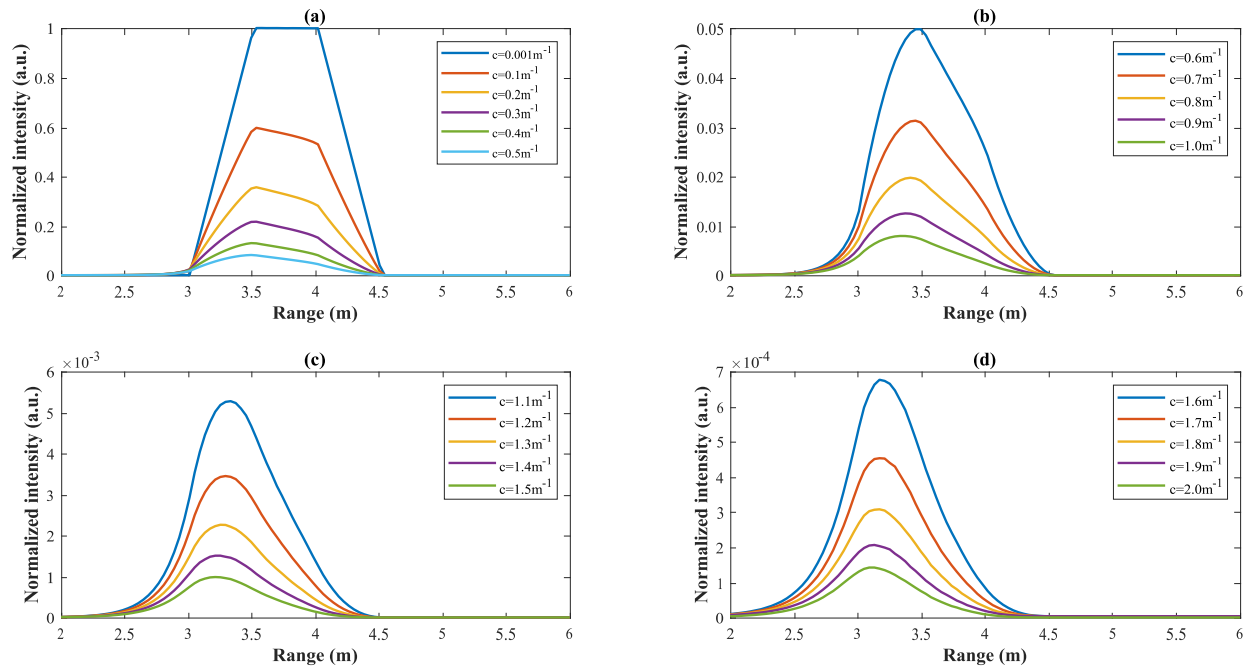 (a)
Normalized intensity (a.u.)
1
0.8
0.6
0.4
0.2
0
c=0.001m-1
c=0.1m-1
c=0.2m-1
c=0.3m-1
c=0.4m-1
c=0.5m-1
2 2.5 3 3.5 4 4.5 5 5.5 6
Range (m)
(b)
Normalized intensity (a.u.)
0.05
0.04
0.03
0.02
0.01
0
c=0.6m-1
c=0.7m-1
c=0.8m-1
c=0.9m-1
c=1.0m-1
2 2.5 3 3.5 4 4.5 5 5.5 6
Range (m)
(c)
×10-3
Normalized intensity (a.u.)
6
5
4
3
2
1
0
c=1.1m-1
c=1.2m-1
c=1.3m-1
c=1.4m-1
c=1.5m-1
2 2.5 3 3.5 4 4.5 5 5.5 6
Range (m)
(d)
×10-4
Normalized intensity (a.u.)
7
6
5
4
3
2
1
0
c=1.6m-1
c=1.7m-1
c=1.8m-1
c=1.9m-1
c=2.0m-1
2 2.5 3 3.5 4 4.5 5 5.5 6
Range (m)